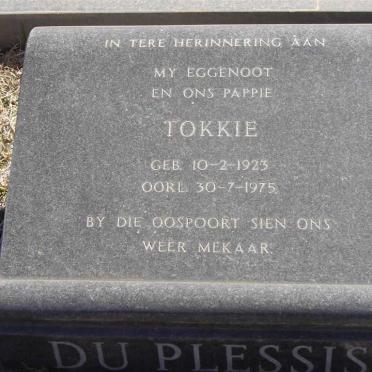 IN TERE HERINNERING AAN
MY EGGENOOT
EN ONS PAPPIE
TOKKIE
GEB. 10-2-1923
OORL. 30-7-1975
BY DIE OOSPOORT SIEN ONS
WEER MEKAAR.
DU PLESSIS